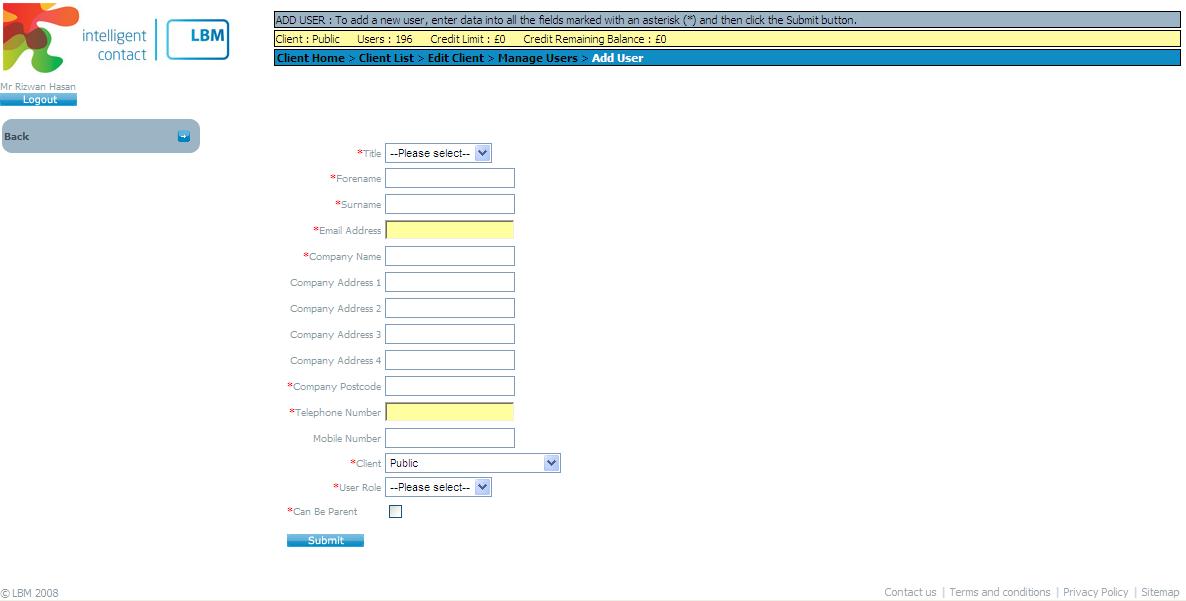 intelligent
contact
LBM
ADD USER : To add a new user, enter data into all the fields marked with an asterisk (*) and then click the Submit button.
Client : Public Users : 196 Credit Limit : £0 Credit Remaining Balance : £0
Client Home > Client List > Edit Client > Manage Users > Add User
Mr Rizwan Hasan
Logout
Back
*Title --Please select--
*Forename
*Surname
*Email Address
*Company Name
Company Address 1
Company Address 2
Company Address 3
Company Address 4
*Company Postcode
*Telephone Number
Mobile Number
*Client Public
*User Role --Please select--
*Can Be Parent
Submit
© LBM 2008
Contact us | Terms and conditions | Privacy Policy | Sitemap